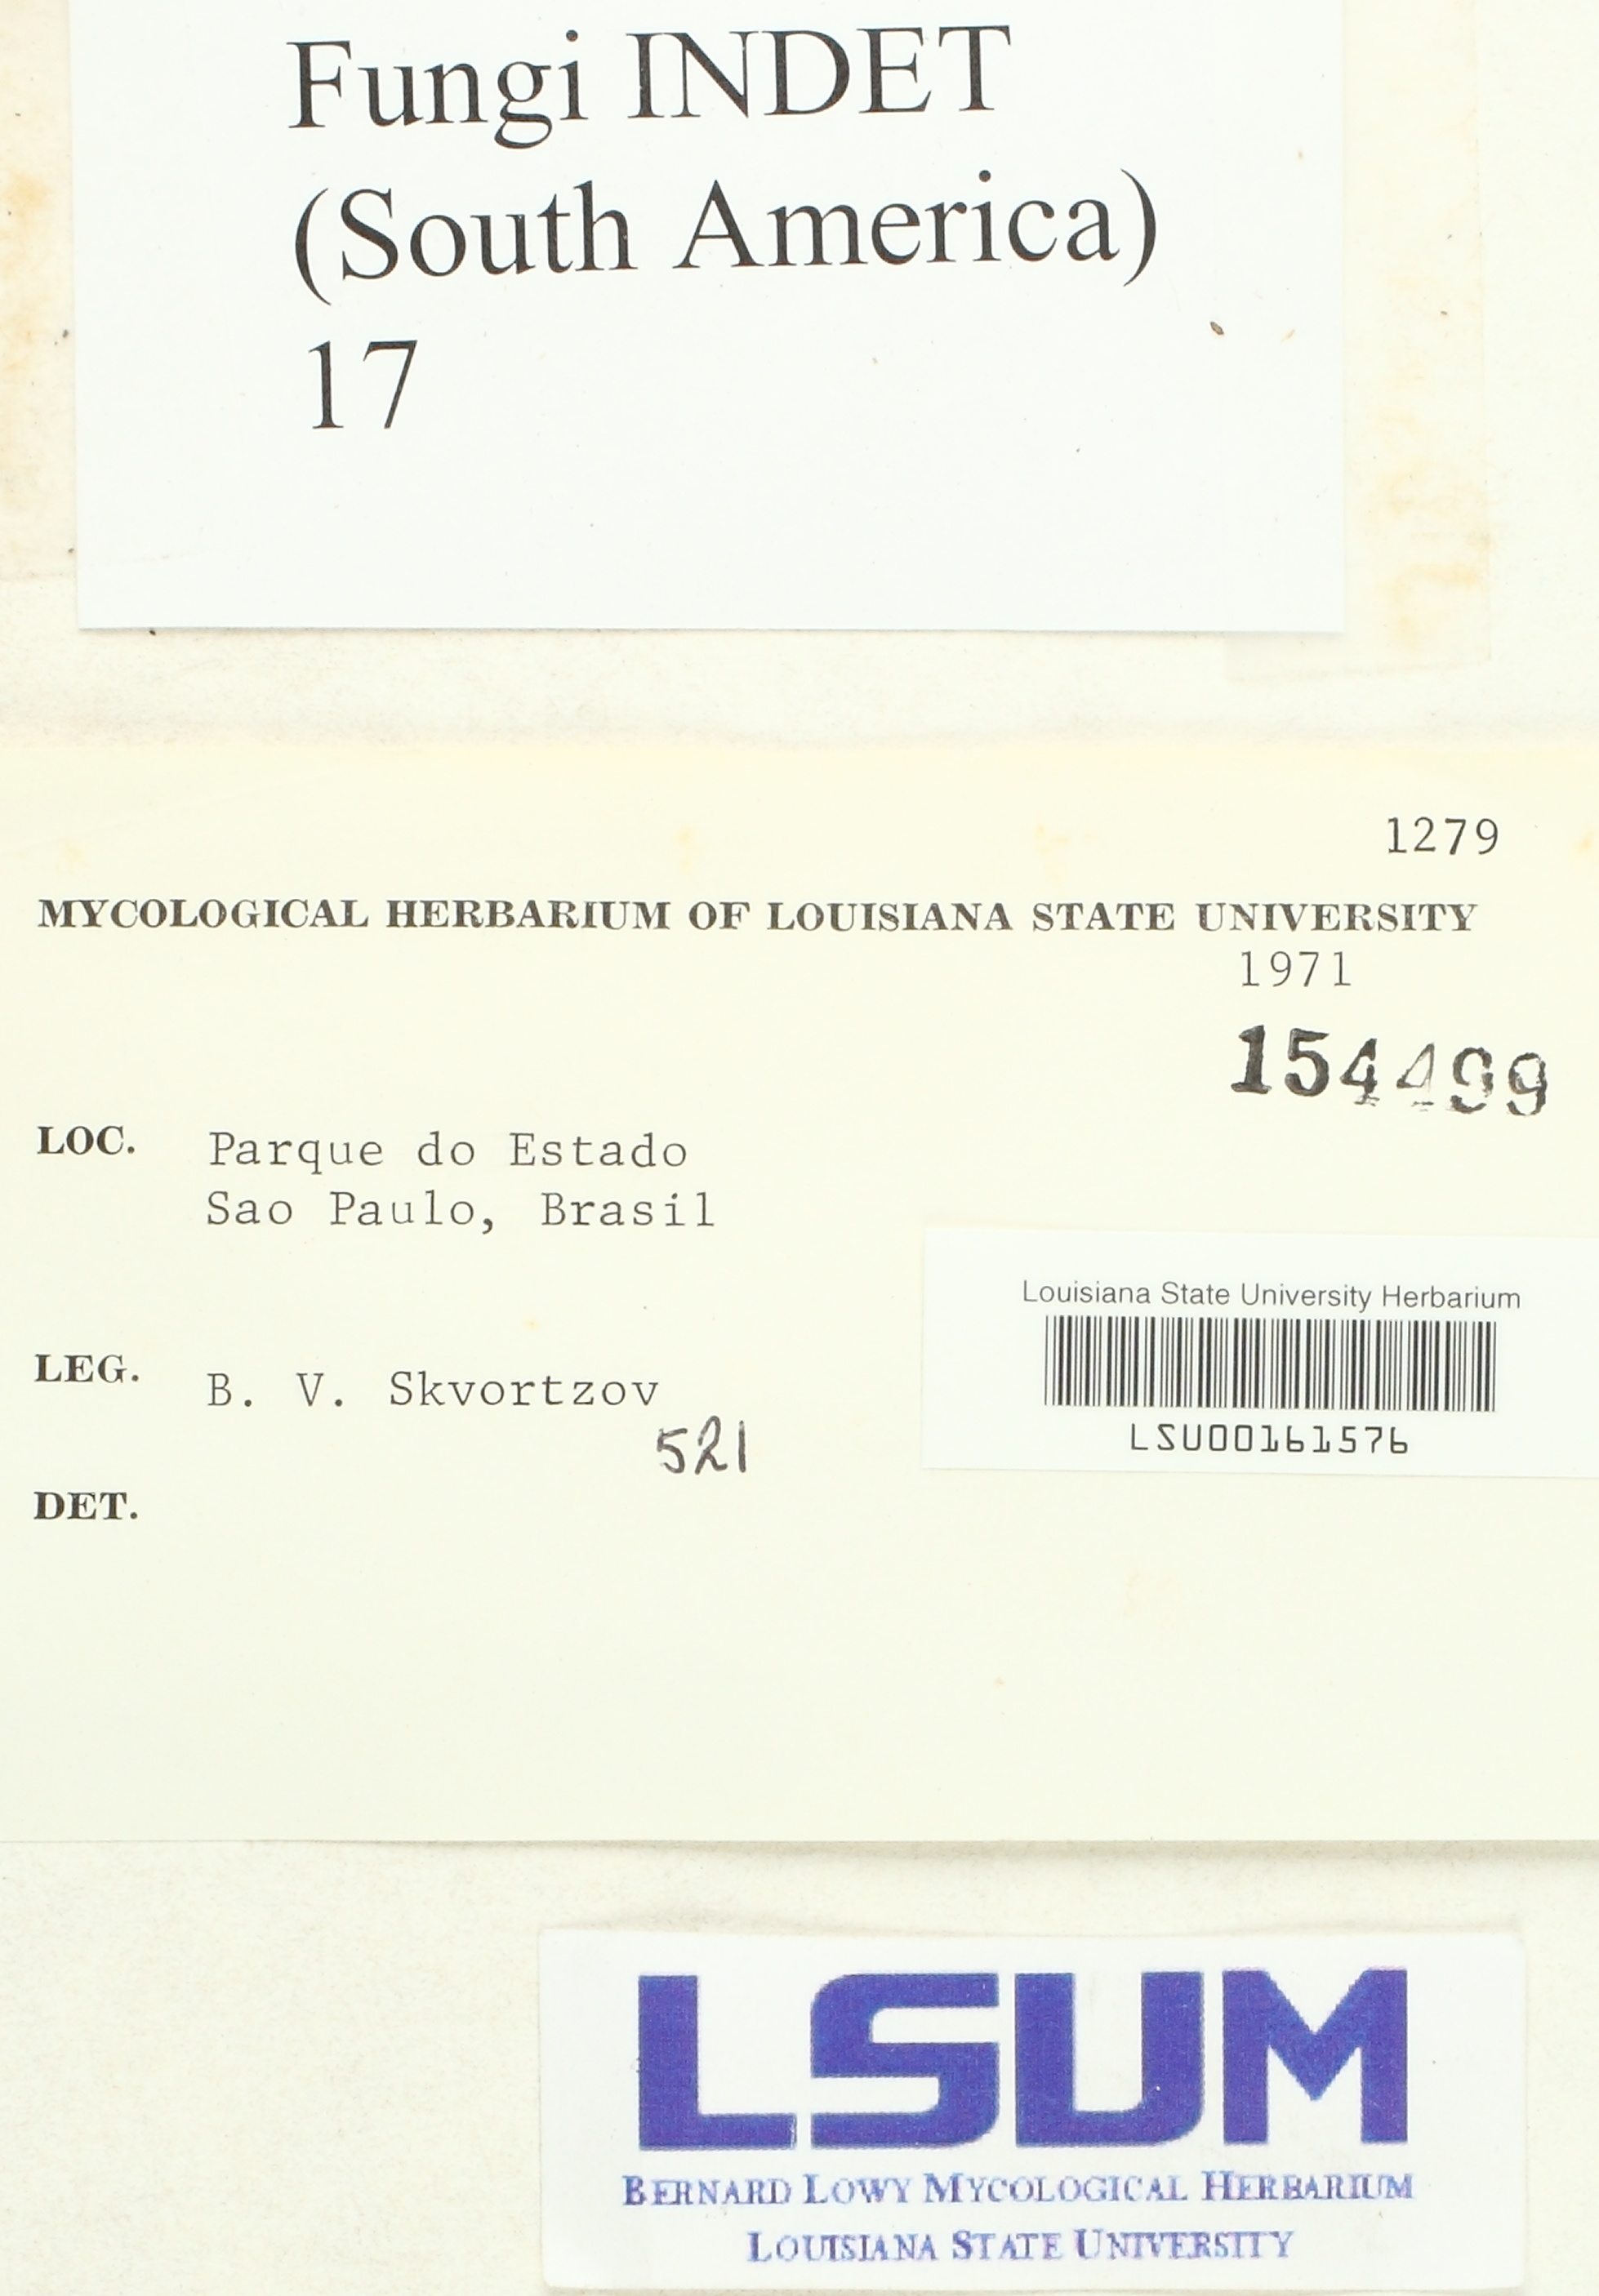 Fungi INDET
(South America)
17
1279
MYCOLOGICAL HERBARIUM OF LOUISIANA STATE UNIVERSITY
1971
154499
LOC. Parque do Estado
Sao Paulo, Brasil
Louisiana State University Herbarium
LEG. B. V. Skvortzov
LSU00161576
521
DET.
LSUM
BERNARD LOWY MYCOLOGICAL HERBARIUM
LOUISIANA STATE UNIVERSITY